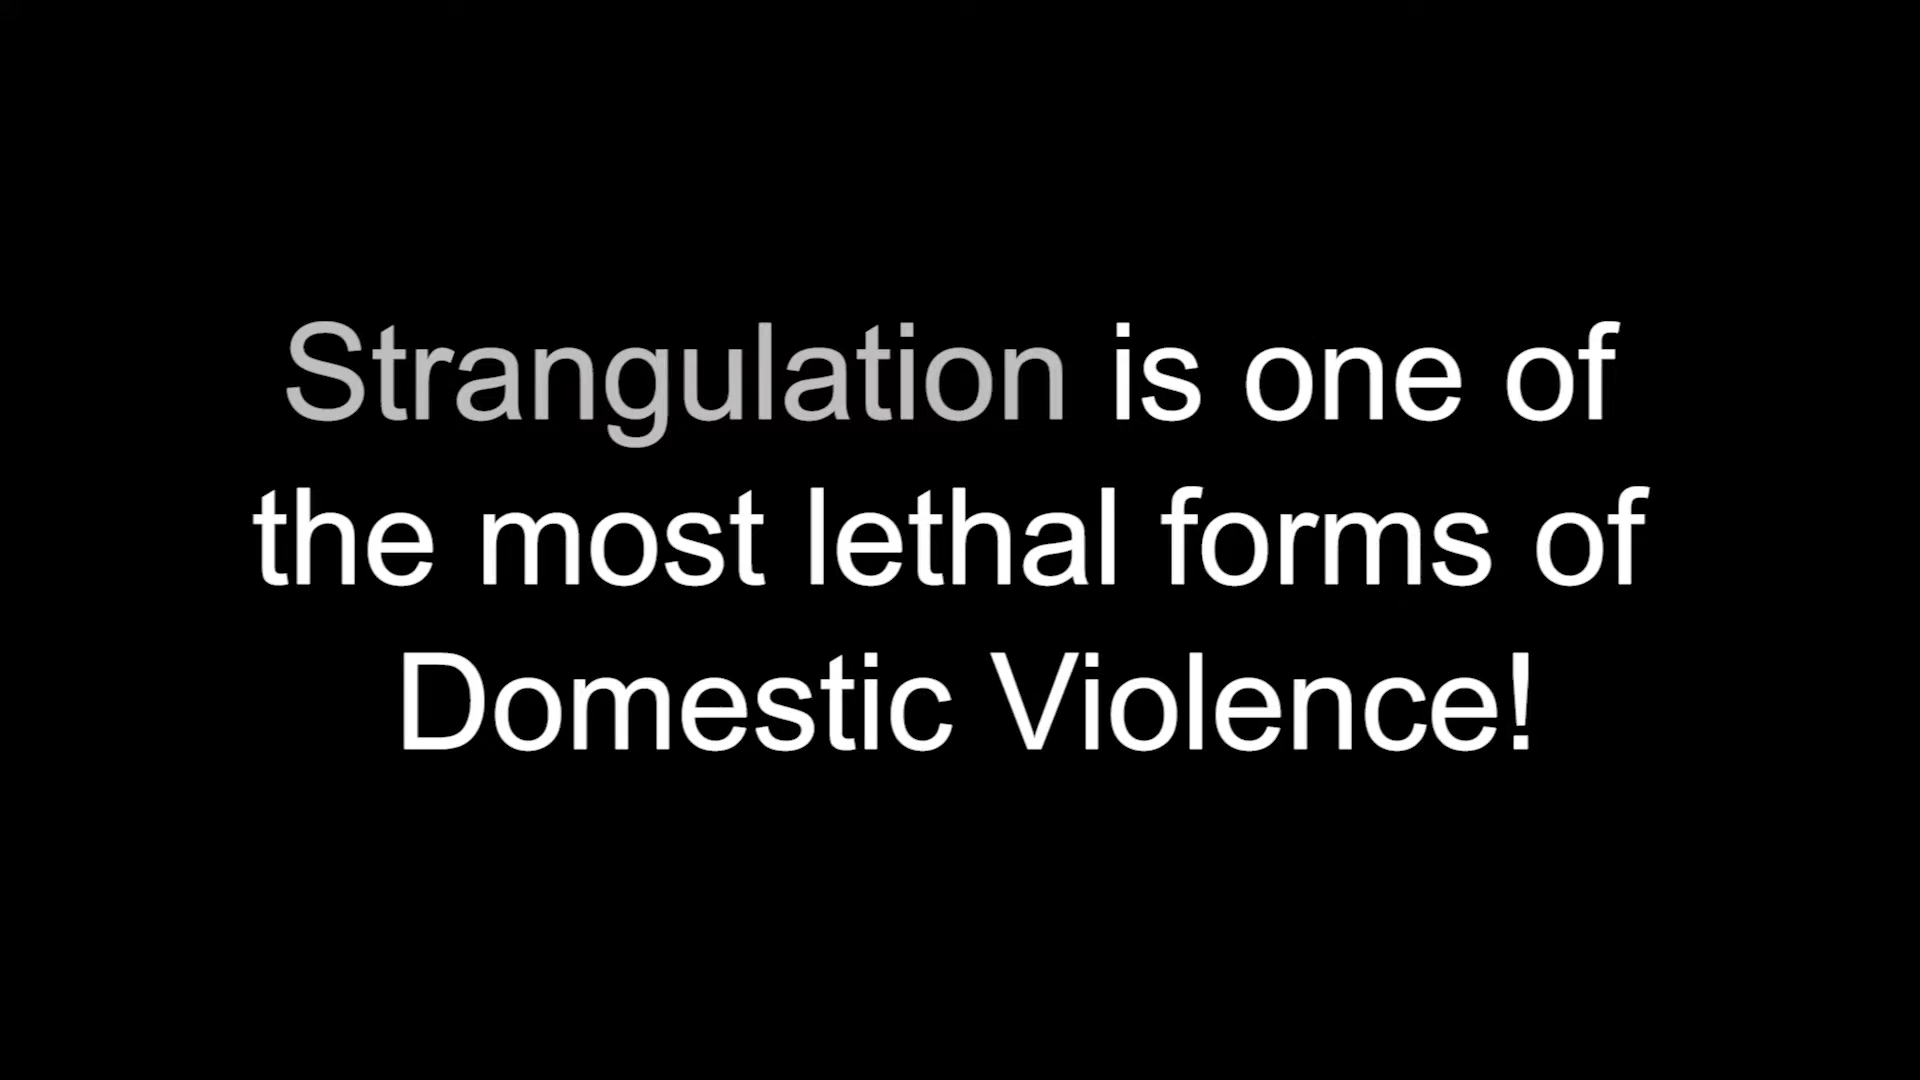 Strangulation is one of
the most lethal forms of
Domestic Violence!